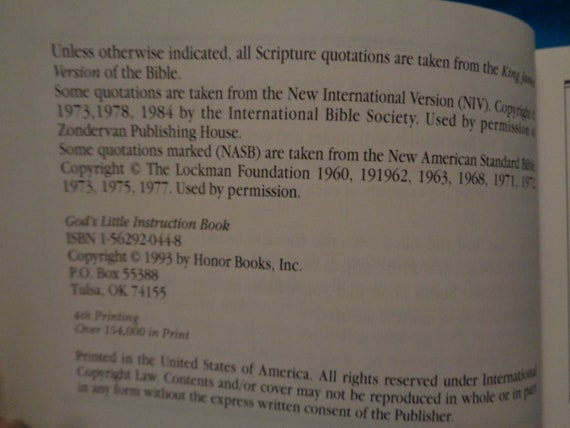 Unless otherwise indicated, all Scripture quotations are taken from the King James
Version of the Bible.
Some quotations are taken from the New International Version (NIV). Copyright ©
1973,1978, 1984 by the International Bible Society. Used by permission of
Zondervan Publishing House.
Some quotations marked (NASB) are taken from the New American Standard Bible.
Copyright © The Lockman Foundation 1960, 191962, 1963, 1968, 1971, 1972
1973, 1975, 1977. Used by permission.
God's Little Instruction Book
ISBN 1-56292-044-8
Copyright © 1993 by Honor Books, Inc.
P.O. Box 55388
Tulsa, OK 74155
4th Printing
Over 154,000 in Print
Printed in the United States of America. All rights reserved under International
Copyright Law. Contents and/or cover may not be reproduced in whole or in part
in any form without the express written consent of the Publisher.